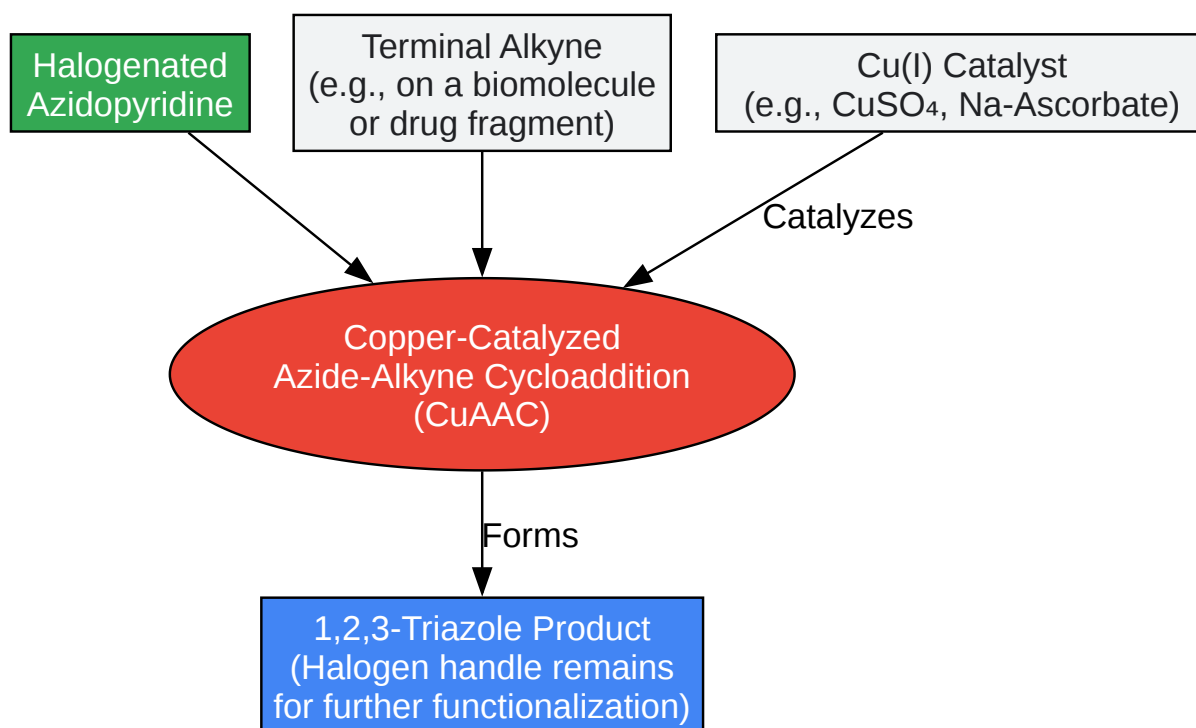 Halogenated
Azidopyridine
Terminal Alkyne
(e.g., on a biomolecule
or drug fragment)
Cu(I) Catalyst
(e.g., CuSO₄, Na-Ascorbate)
Catalyzes
Copper-Catalyzed
Azide-Alkyne Cycloaddition
(CuAAC)
Forms
1,2,3-Triazole Product
(Halogen handle remains
for further functionalization)